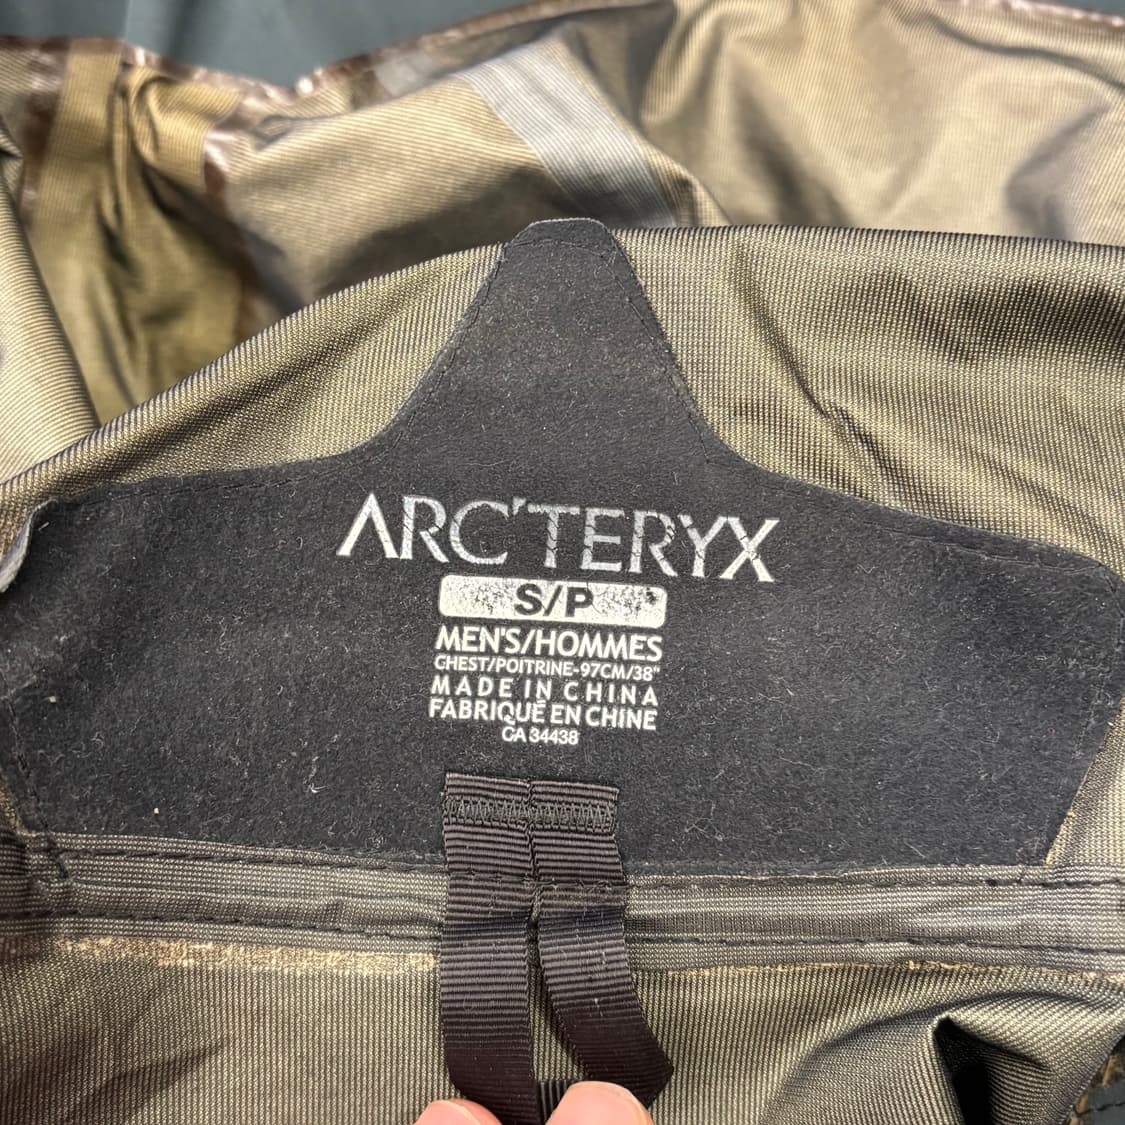 ARC'TERYX
S/P
MEN'S/HOMMES
CHEST/POITRINE-97CM/38"
MADE IN CHINA
FABRIQUÉ EN CHINE
CA 34438